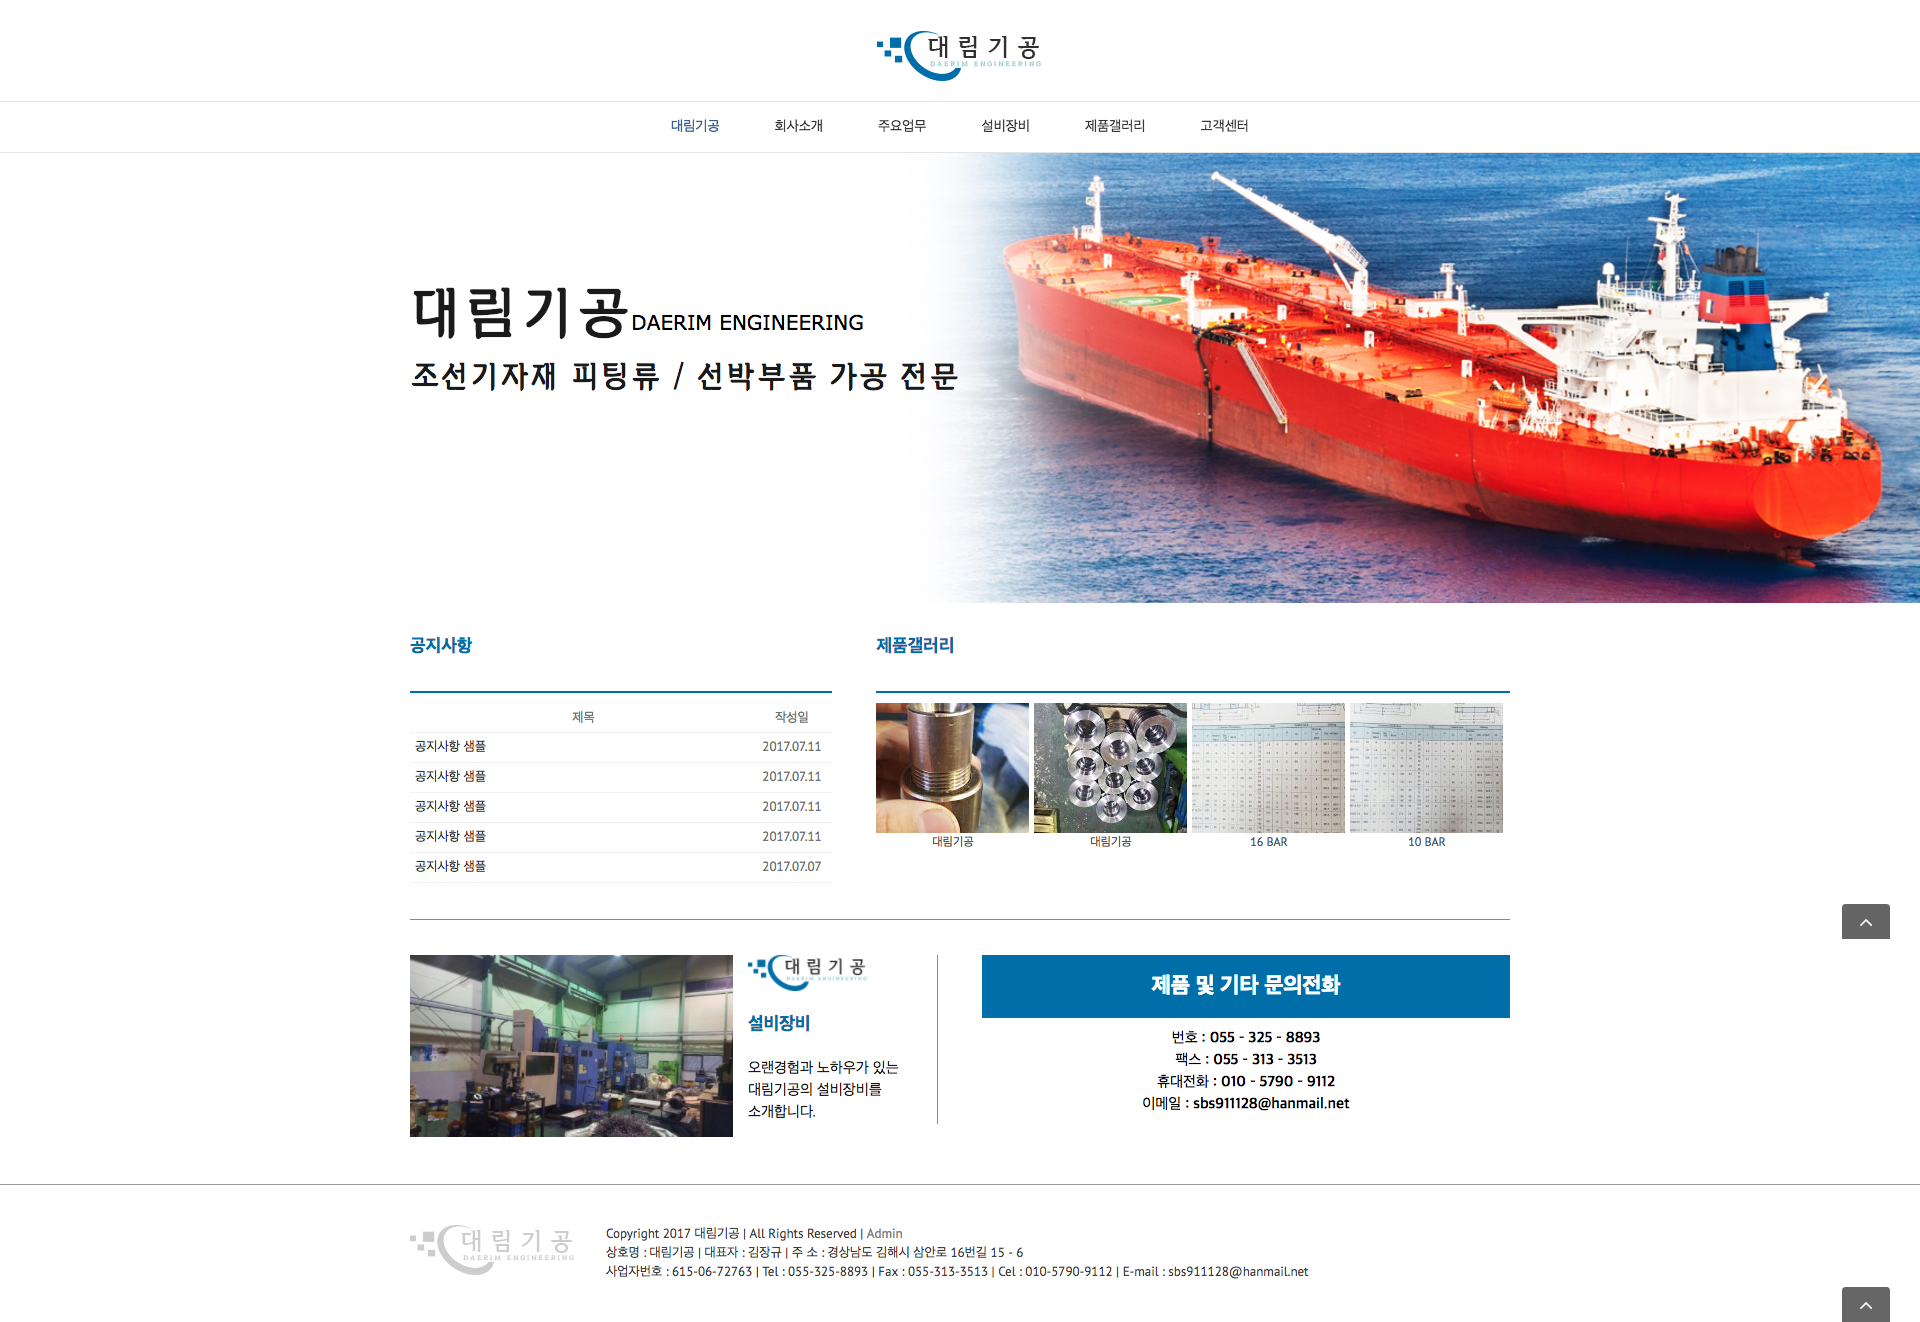 대림기공
DAERIM ENGINEERING
대림기공 회사소개 주요업무 설비장비 제품갤러리 고객센터
대림기공 DAERIM ENGINEERING
조선기자재 피팅류 / 선박부품 가공 전문
공지사항
제목 작성일
공지사항 샘플 2017.07.11
공지사항 샘플 2017.07.11
공지사항 샘플 2017.07.11
공지사항 샘플 2017.07.11
공지사항 샘플 2017.07.07
제품갤러리
대림기공 대림기공 16 BAR 10 BAR
대림기공
DAERIM ENGINEERING
설비장비
오랜경험과 노하우가 있는
대림기공의 설비장비를
소개합니다.
제품 및 기타 문의전화
번호 : 055 - 325 - 8893
팩스 : 055 - 313 - 3513
휴대전화 : 010 - 5790 - 9112
이메일 : sbs911128@hanmail.net
대림기공
DAERIM ENGINEERING
Copyright 2017 대림기공 | All Rights Reserved | Admin
상호명 : 대림기공 | 대표자 : 김장규 | 주 소 : 경상남도 김해시 삼안로 16번길 15 - 6
사업자번호 : 615-06-72763 | Tel : 055-325-8893 | Fax : 055-313-3513 | Cel : 010-5790-9112 | E-mail : sbs911128@hanmail.net